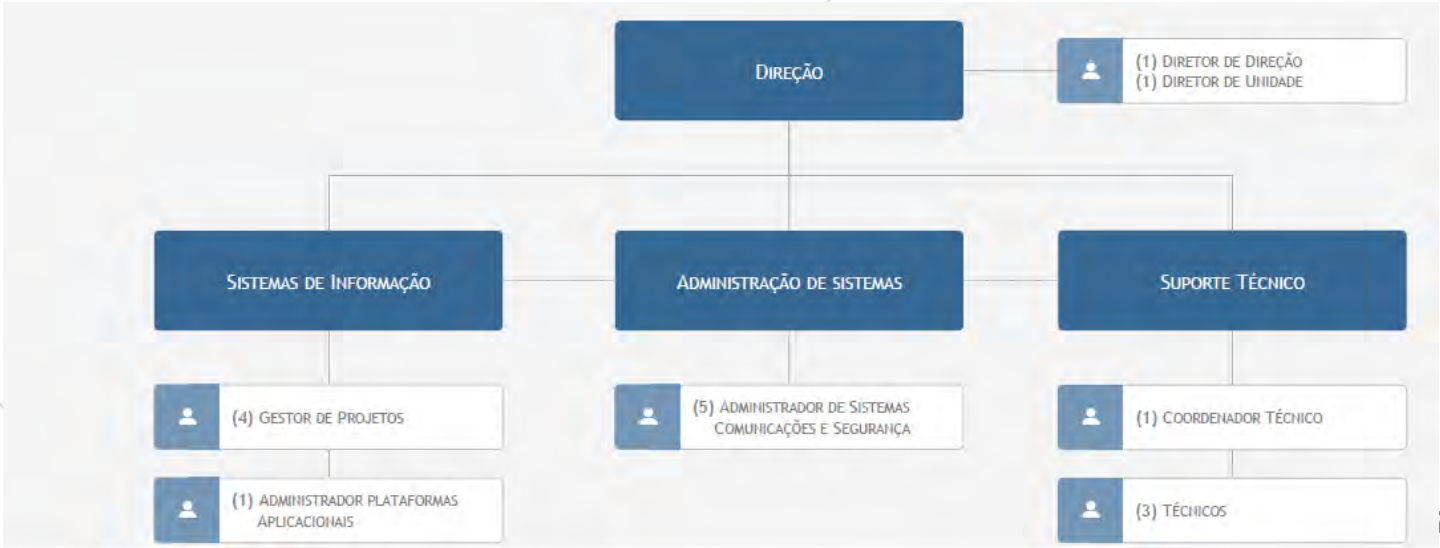 Direção
(1) Diretor de Direção
(1) Diretor de Unidade
Sistemas de Informação
Administração de sistemas
Suporte Técnico
(4) Gestor de Projetos
(5) Administrador de Sistemas
Comunicações e Segurança
(1) Coordenador Técnico
(1) Administrador plataformas
Aplicacionais
(3) Técnicos